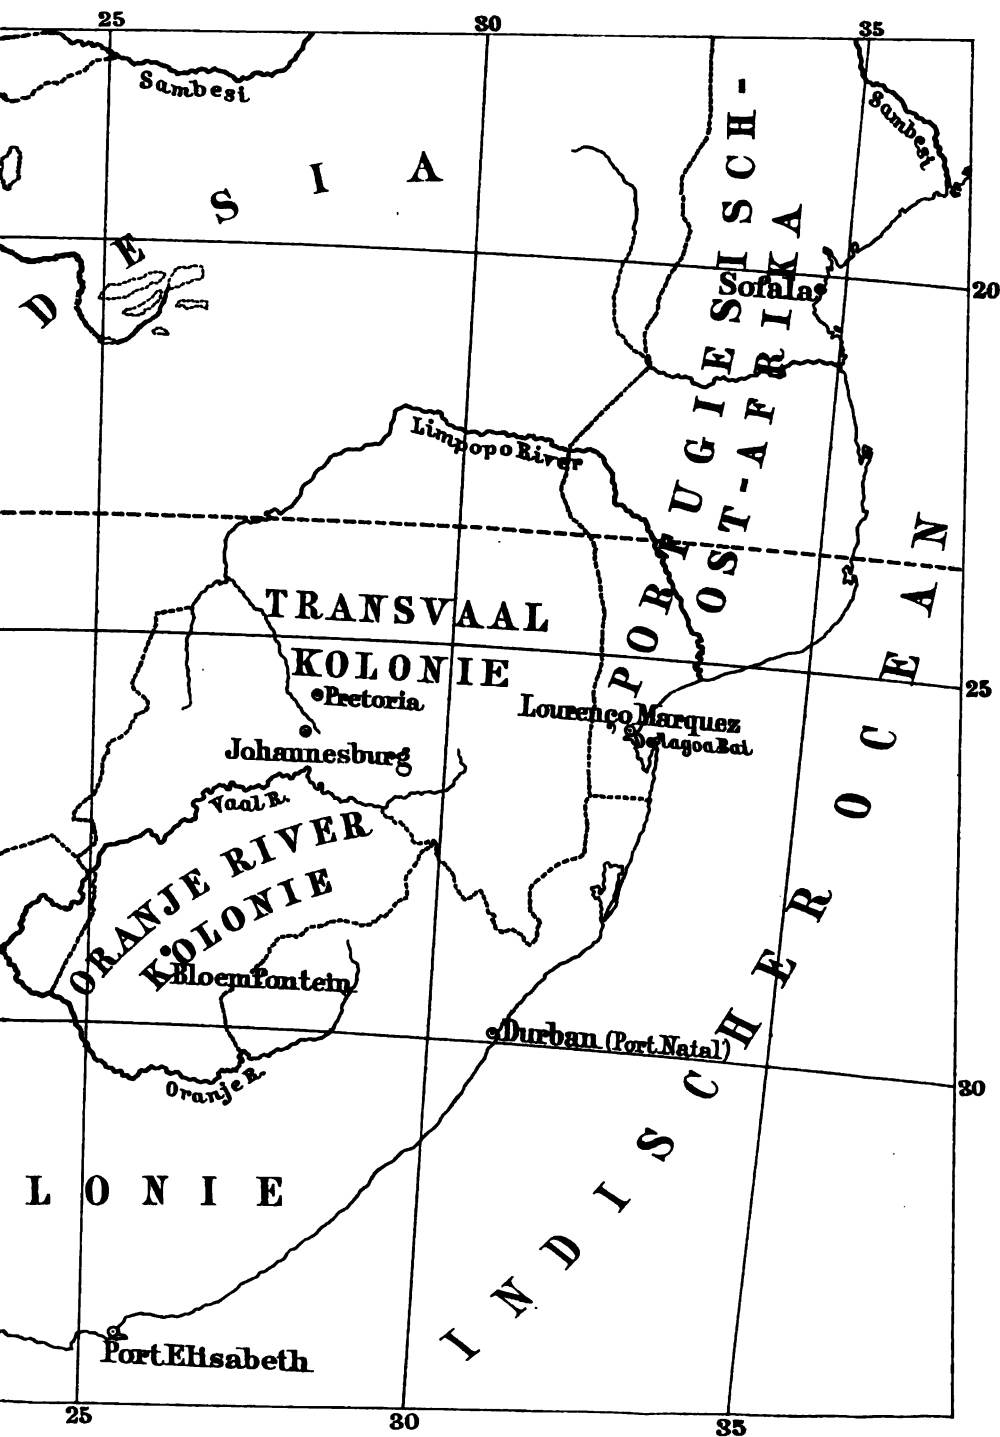 25
30
35
Sambesi
Sambesi
DESIA
PORTUGIESISCH-
OST-AFRIKA
Sofala
20
Limpopo River
TRANSVAAL
KOLONIE
Pretoria
Johannesburg
Lourenço Marquez
Delagoa Bai
25
Vaal R.
ORANJE RIVER
KOLONIE
Bloemfontein
Durban (Port Natal)
Oranje R.
30
LONIE
INDISCHER OCEAN
Port Elisabeth
25
30
35